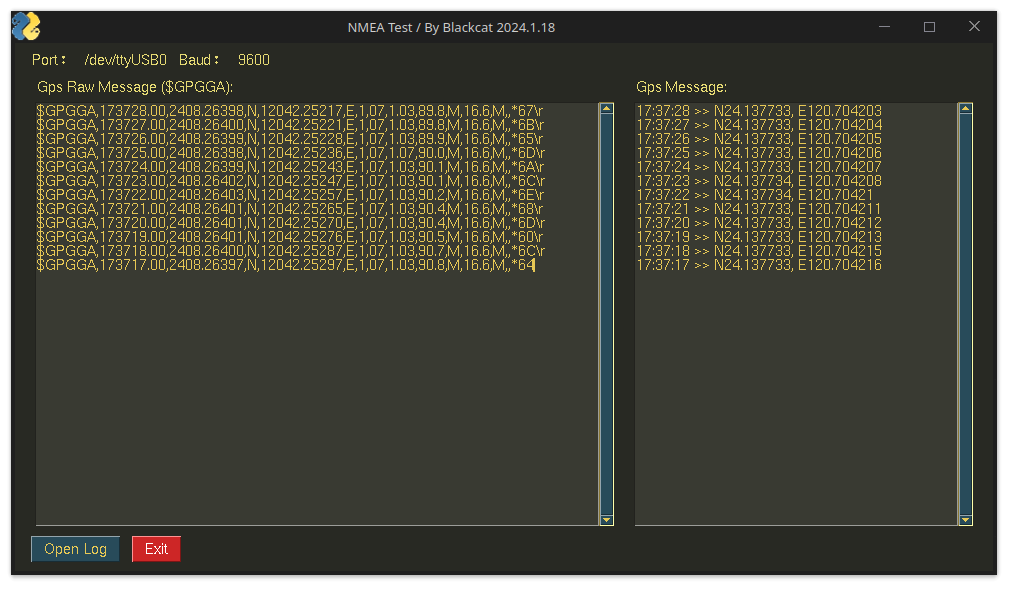 NMEA Test / By Blackcat 2024.1.18
Port: /dev/ttyUSB0 Baud: 9600
Gps Raw Message ($GPGGA):
$GPGGA,173728.00,2408.26398,N,12042.25217,E,1,07,1.03,89.8,M,16.6,M,,*67\r
$GPGGA,173727.00,2408.26400,N,12042.25221,E,1,07,1.03,89.8,M,16.6,M,,*6B\r
$GPGGA,173726.00,2408.26399,N,12042.25228,E,1,07,1.03,89.9,M,16.6,M,,*65\r
$GPGGA,173725.00,2408.26398,N,12042.25236,E,1,07,1.07,90.0,M,16.6,M,,*6D\r
$GPGGA,173724.00,2408.26399,N,12042.25243,E,1,07,1.03,90.1,M,16.6,M,,*6A\r
$GPGGA,173723.00,2408.26402,N,12042.25247,E,1,07,1.03,90.1,M,16.6,M,,*6C\r
$GPGGA,173722.00,2408.26403,N,12042.25257,E,1,07,1.03,90.2,M,16.6,M,,*6E\r
$GPGGA,173721.00,2408.26401,N,12042.25265,E,1,07,1.03,90.4,M,16.6,M,,*68\r
$GPGGA,173720.00,2408.26401,N,12042.25270,E,1,07,1.03,90.4,M,16.6,M,,*6D\r
$GPGGA,173719.00,2408.26401,N,12042.25276,E,1,07,1.03,90.5,M,16.6,M,,*60\r
$GPGGA,173718.00,2408.26400,N,12042.25287,E,1,07,1.03,90.7,M,16.6,M,,*6C\r
$GPGGA,173717.00,2408.26397,N,12042.25297,E,1,07,1.03,90.8,M,16.6,M,,*64
Gps Message:
17:37:28 >> N24.137733, E120.704203
17:37:27 >> N24.137733, E120.704204
17:37:26 >> N24.137733, E120.704205
17:37:25 >> N24.137733, E120.704206
17:37:24 >> N24.137733, E120.704207
17:37:23 >> N24.137734, E120.704208
17:37:22 >> N24.137734, E120.70421
17:37:21 >> N24.137733, E120.704211
17:37:20 >> N24.137733, E120.704212
17:37:19 >> N24.137733, E120.704213
17:37:18 >> N24.137733, E120.704215
17:37:17 >> N24.137733, E120.704216
Open Log
Exit